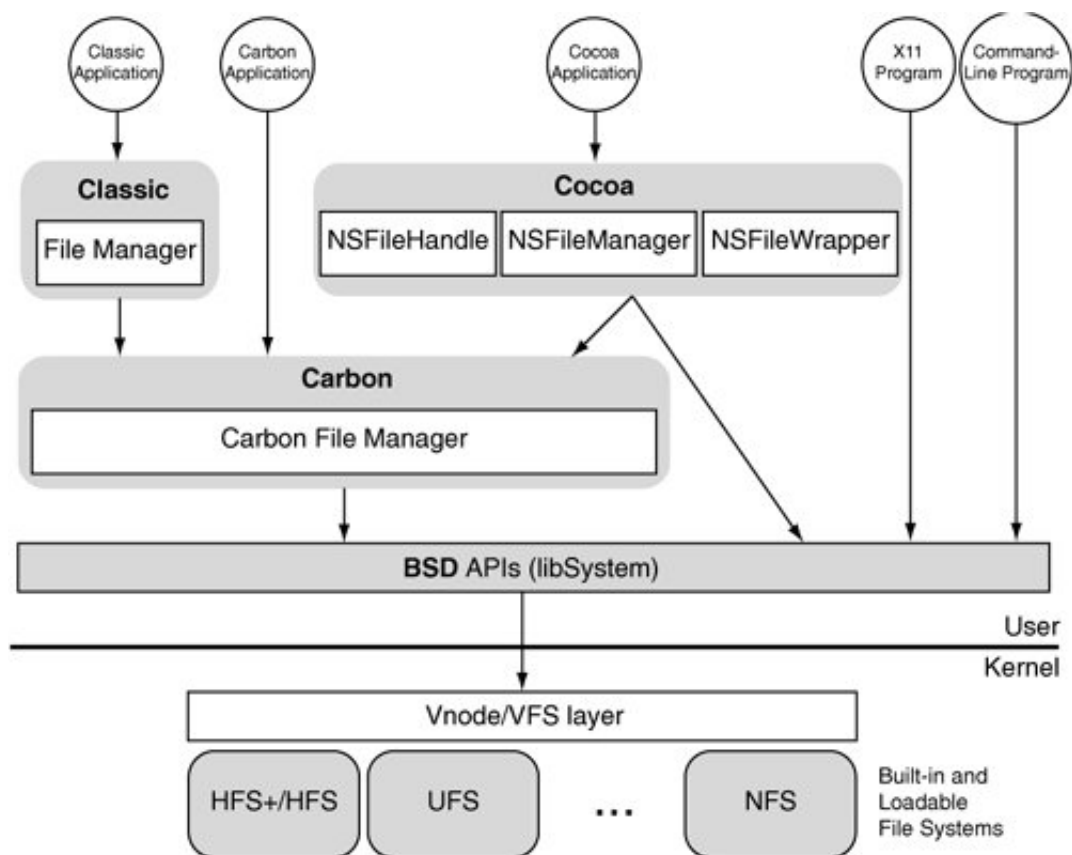 Classic
Application
Carbon
Application
Cocoa
Application
X11
Program
Command-
Line Program
Classic
File Manager
Cocoa
NSFileHandle
NSFileManager
NSFileWrapper
Carbon
Carbon File Manager
BSD APIs (libSystem)
User
Kernel
Vnode/VFS layer
HFS+/HFS
UFS
...
NFS
Built-in and
Loadable
File Systems